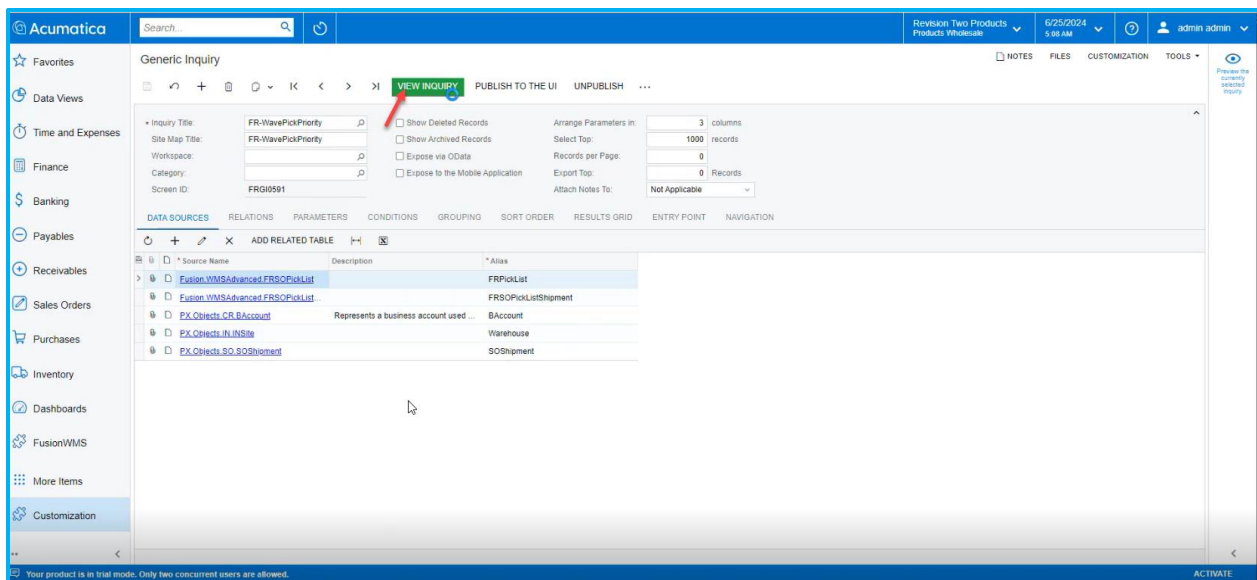 Acumatica
Search...
Revision Two Products
Products Wholesale
6/25/2024
5:08 AM
admin admin
Favorites
Data Views
Time and Expenses
Finance
Banking
Payables
Receivables
Sales Orders
Purchases
Inventory
Dashboards
FusionWMS
More Items
Customization
Generic Inquiry
NOTES FILES CUSTOMIZATION TOOLS
Preview the
currently
selected
inquiry.
VIEW INQUIRY PUBLISH TO THE UI UNPUBLISH ...
* Inquiry Title: FR-WavePickPriority Show Deleted Records Arrange Parameters in: 3 columns
Site Map Title: FR-WavePickPriority Show Archived Records Select Top: 1000 records
Workspace: Expose via OData Records per Page: 0
Category: Expose to the Mobile Application Export Top: 0 Records
Screen ID: FRGI0591 Attach Notes To: Not Applicable
DATA SOURCES RELATIONS PARAMETERS CONDITIONS GROUPING SORT ORDER RESULTS GRID ENTRY POINT NAVIGATION
ADD RELATED TABLE
* Source Name Description * Alias
Fusion.WMSAdvanced.FRSOPickList FRPickList
Fusion.WMSAdvanced.FRSOPickList... FRSOPickListShipment
PX.Objects.CR.BAccount Represents a business account used ... BAccount
PX.Objects.IN.INSite Warehouse
PX.Objects.SO.SOShipment SOShipment
Your product is in trial mode. Only two concurrent users are allowed. ACTIVATE